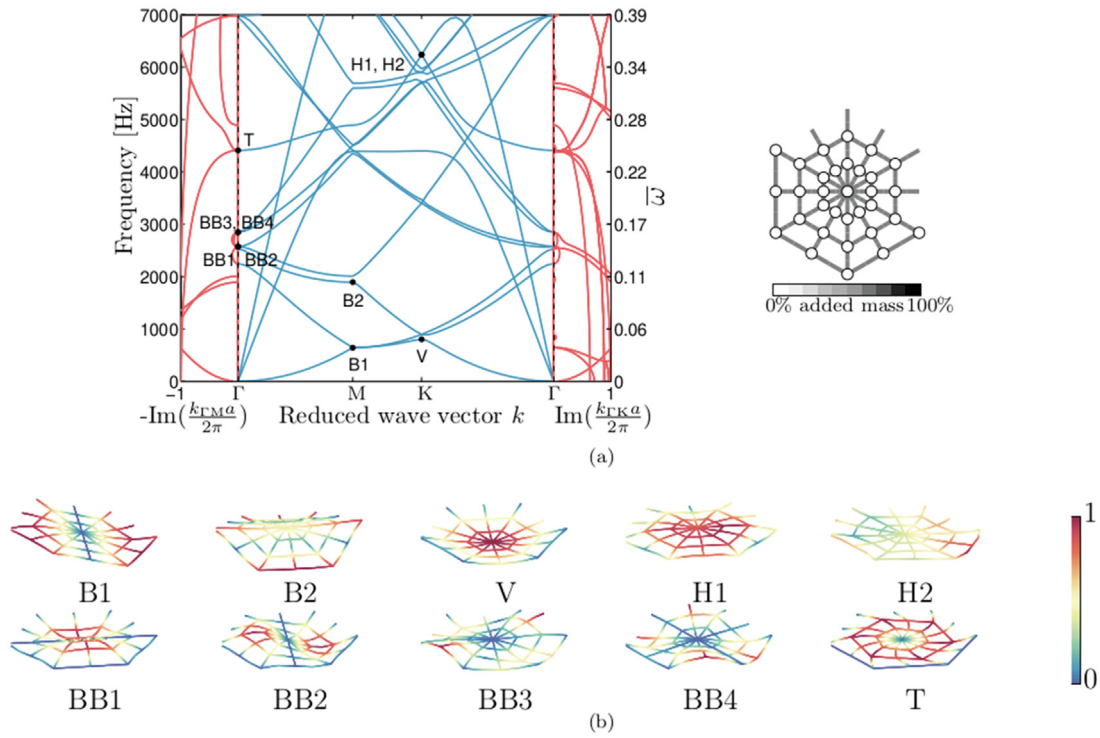 7000
6000
5000
4000
3000
2000
1000
0
Frequency [Hz]
0.39
0.34
0.28
0.22
0.17
0.11
0.06
0
ω̅
H1, H2
T
BB3, BB4
BB1 BB2
B2
B1
V
−1 Γ M K Γ 1
-Im(k_ΓM a / 2π) Reduced wave vector k Im(k_ΓK a / 2π)
0% added mass 100%
(a)
B1 B2 V H1 H2
BB1 BB2 BB3 BB4 T
1
0
(b)